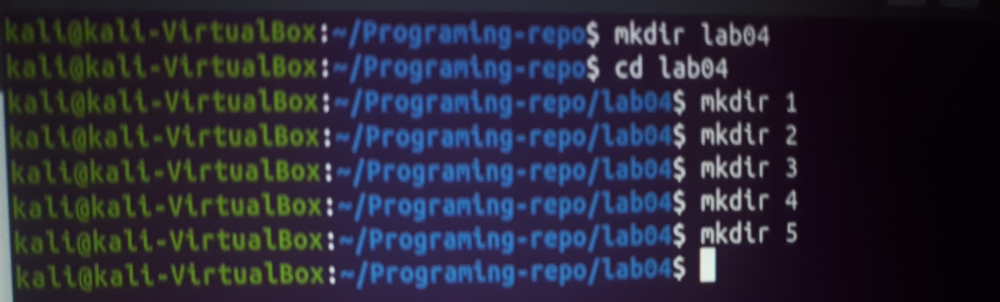 kali@kali-VirtualBox:~/Programing-repo$ mkdir lab04
kali@kali-VirtualBox:~/Programing-repo$ cd lab04
kali@kali-VirtualBox:~/Programing-repo/lab04$ mkdir 1
kali@kali-VirtualBox:~/Programing-repo/lab04$ mkdir 2
kali@kali-VirtualBox:~/Programing-repo/lab04$ mkdir 3
kali@kali-VirtualBox:~/Programing-repo/lab04$ mkdir 4
kali@kali-VirtualBox:~/Programing-repo/lab04$ mkdir 5
kali@kali-VirtualBox:~/Programing-repo/lab04$